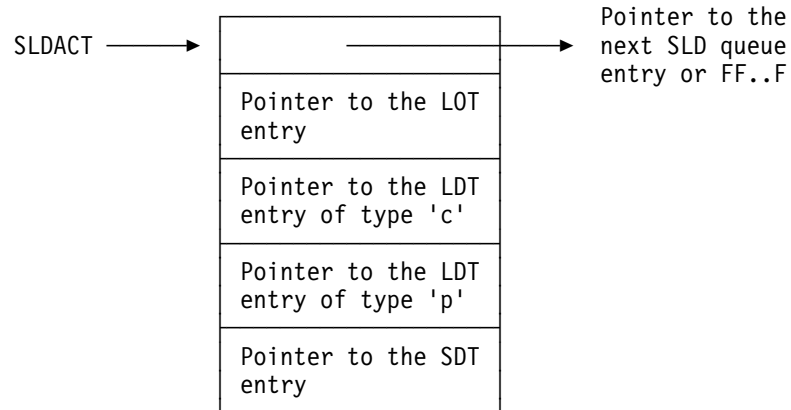 SLDACT
Pointer to the
next SLD queue
entry or FF..F
Pointer to the LOT
entry
Pointer to the LDT
entry of type 'c'
Pointer to the LDT
entry of type 'p'
Pointer to the SDT
entry